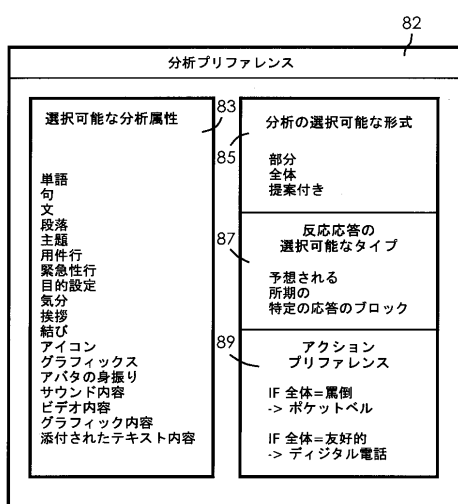 82
分析プリファレンス
83
選択可能な分析属性
単語
句
文
段落
主題
用件行
緊急性行
目的設定
気分
挨拶
結び
アイコン
グラフィックス
アバタの身振り
サウンド内容
ビデオ内容
グラフィック内容
添付されたテキスト内容
85
分析の選択可能な形式
部分
全体
提案付き
87
反応応答の
選択可能なタイプ
予想される
所期の
特定の応答のブロック
89
アクション
プリファレンス
IF 全体=罵倒
-> ポケットベル
IF 全体=友好的
-> ディジタル電話